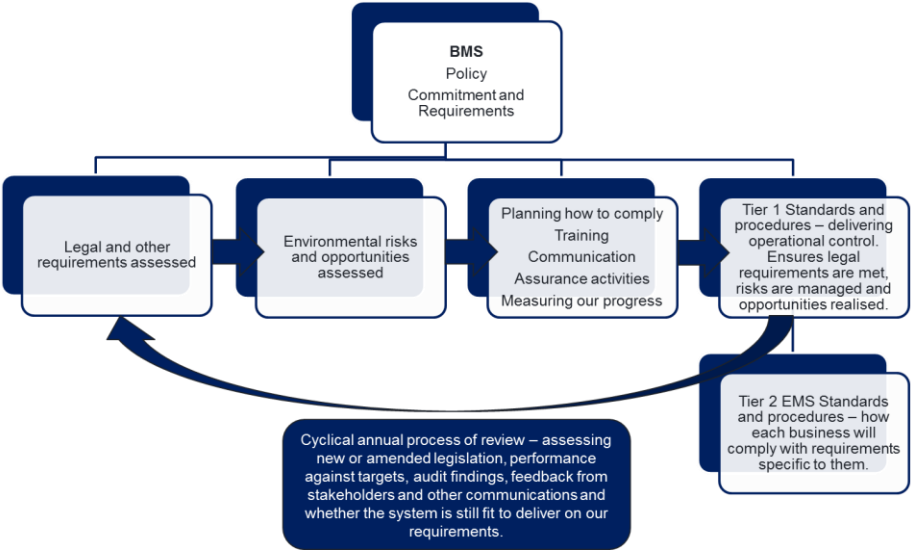 BMS
Policy
Commitment and
Requirements
Legal and other
requirements assessed
Environmental risks
and opportunities
assessed
Planning how to comply
Training
Communication
Assurance activities
Measuring our progress
Tier 1 Standards and
procedures – delivering
operational control.
Ensures legal
requirements are met,
risks are managed and
opportunities realised.
Tier 2 EMS Standards
and procedures – how
each business will
comply with requirements
specific to them.
Cyclical annual process of review – assessing
new or amended legislation, performance
against targets, audit findings, feedback from
stakeholders and other communications and
whether the system is still fit to deliver on our
requirements.